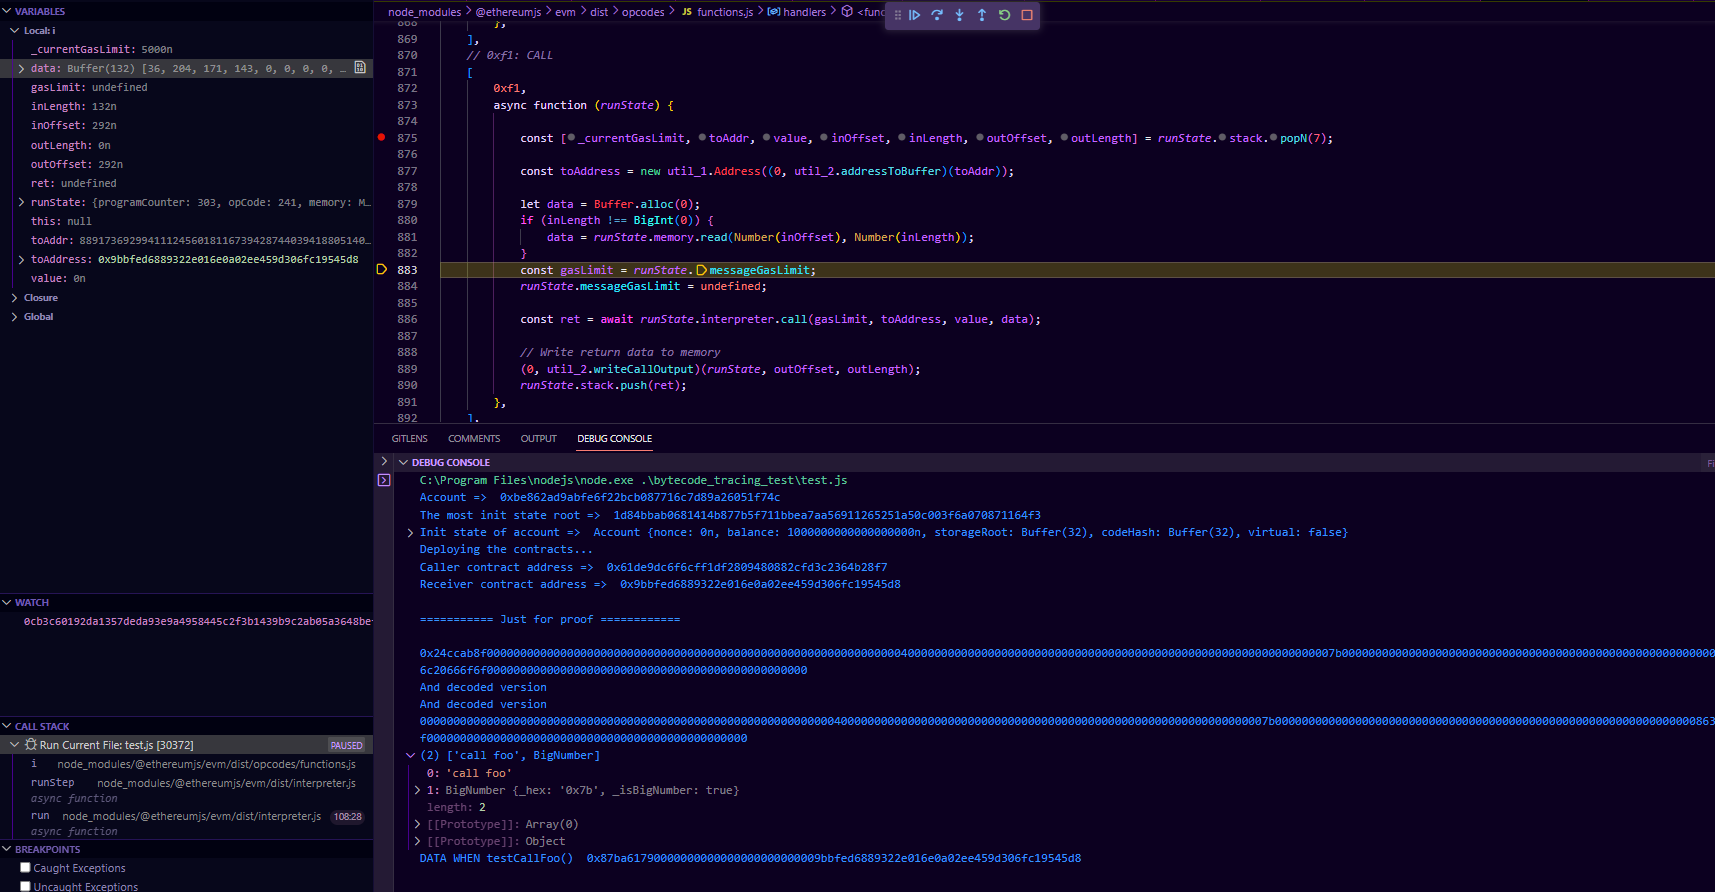 VARIABLES
Local: i
_currentGasLimit: 5000n
data: Buffer(132) [36, 204, 171, 143, 0, 0, 0, 0, …
gasLimit: undefined
inLength: 132n
inOffset: 292n
outLength: 0n
outOffset: 292n
ret: undefined
runState: {programCounter: 303, opCode: 241, memory: M…
this: null
toAddr: 889173692994111245601811673942874403941880514​0…
toAddress: 0x9bbfed6889322e016e0a02ee459d306fc19545d8
value: 0n
Closure
Global
WATCH
0cb3c60192da1357deda93e9a4958445c2f3b1439b9c2ab05a3648be
CALL STACK
Run Current File: test.js [30372] PAUSED
i node_modules/@ethereumjs/evm/dist/opcodes/functions.js
runStep node_modules/@ethereumjs/evm/dist/interpreter.js
async function
run node_modules/@ethereumjs/evm/dist/interpreter.js 108:28
async function
BREAKPOINTS
Caught Exceptions
Uncaught Exceptions
node_modules > @ethereumjs > evm > dist > opcodes > JS functions.js > handlers > <func
868 },
869 ],
870 // 0xf1: CALL
871 [
872 0xf1,
873 async function (runState) {
874
875 const [_currentGasLimit, toAddr, value, inOffset, inLength, outOffset, outLength] = runState.stack.popN(7);
876
877 const toAddress = new util_1.Address((0, util_2.addressToBuffer)(toAddr));
878
879 let data = Buffer.alloc(0);
880 if (inLength !== BigInt(0)) {
881 data = runState.memory.read(Number(inOffset), Number(inLength));
882 }
883 const gasLimit = runState.messageGasLimit;
884 runState.messageGasLimit = undefined;
885
886 const ret = await runState.interpreter.call(gasLimit, toAddress, value, data);
887
888 // Write return data to memory
889 (0, util_2.writeCallOutput)(runState, outOffset, outLength);
890 runState.stack.push(ret);
891 },
892 ],
GITLENS COMMENTS OUTPUT DEBUG CONSOLE
DEBUG CONSOLE
Fi
C:\Program Files\nodejs\node.exe .\bytecode_tracing_test\test.js
Account => 0xbe862ad9abfe6f22bcb087716c7d89a26051f74c
The most init state root => 1d84bbab0681414b877b5f711bbea7aa56911265251a50c003f6a070871164f3
Init state of account => Account {nonce: 0n, balance: 1000000000000000000n, storageRoot: Buffer(32), codeHash: Buffer(32), virtual: false}
Deploying the contracts...
Caller contract address => 0x61de9dc6f6cff1df2809480882cfd3c2364b28f7
Receiver contract address => 0x9bbfed6889322e016e0a02ee459d306fc19545d8
=========== Just for proof ============
And decoded version
And decoded version
(2) ['call foo', BigNumber]
0: 'call foo'
1: BigNumber {_hex: '0x7b', _isBigNumber: true}
length: 2
[[Prototype]]: Array(0)
[[Prototype]]: Object
DATA WHEN testCallFoo() 0x87ba61790000000000000000000000009bbfed6889322e016e0a02ee459d306fc19545d8